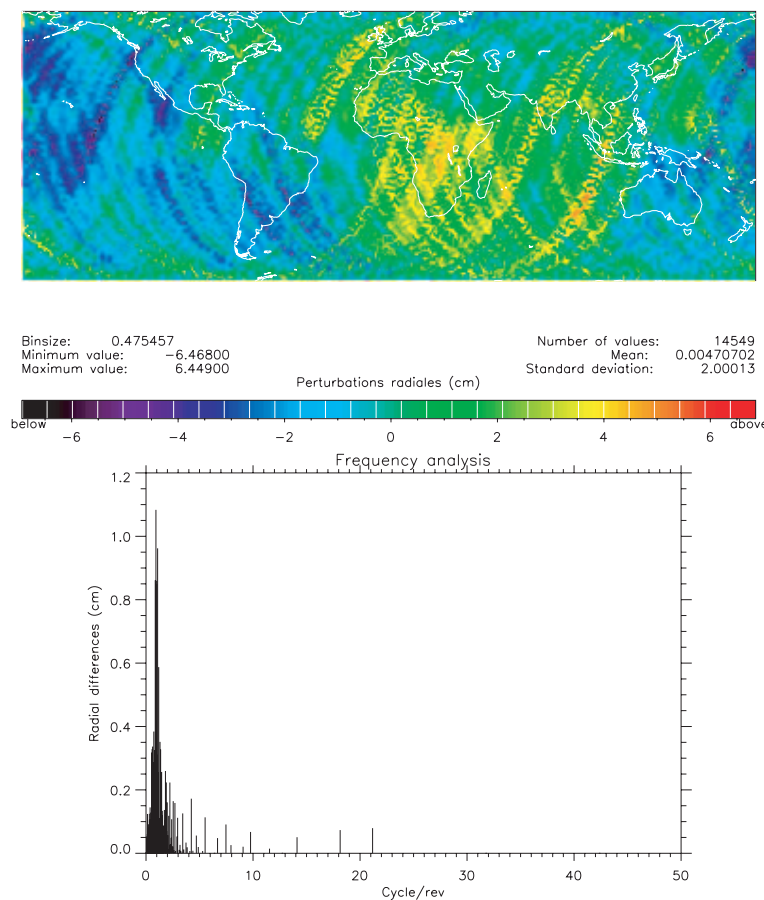 Binsize: 0.475457
Minimum value: −6.46800
Maximum value: 6.44900
Number of values: 14549
Mean: 0.00470702
Standard deviation: 2.00013
Perturbations radiales (cm)
below −6 −4 −2 0 2 4 6 above
Frequency analysis
1.2
1.0
0.8
0.6
0.4
0.2
0.0
Radial differences (cm)
0 10 20 30 40 50
Cycle/rev